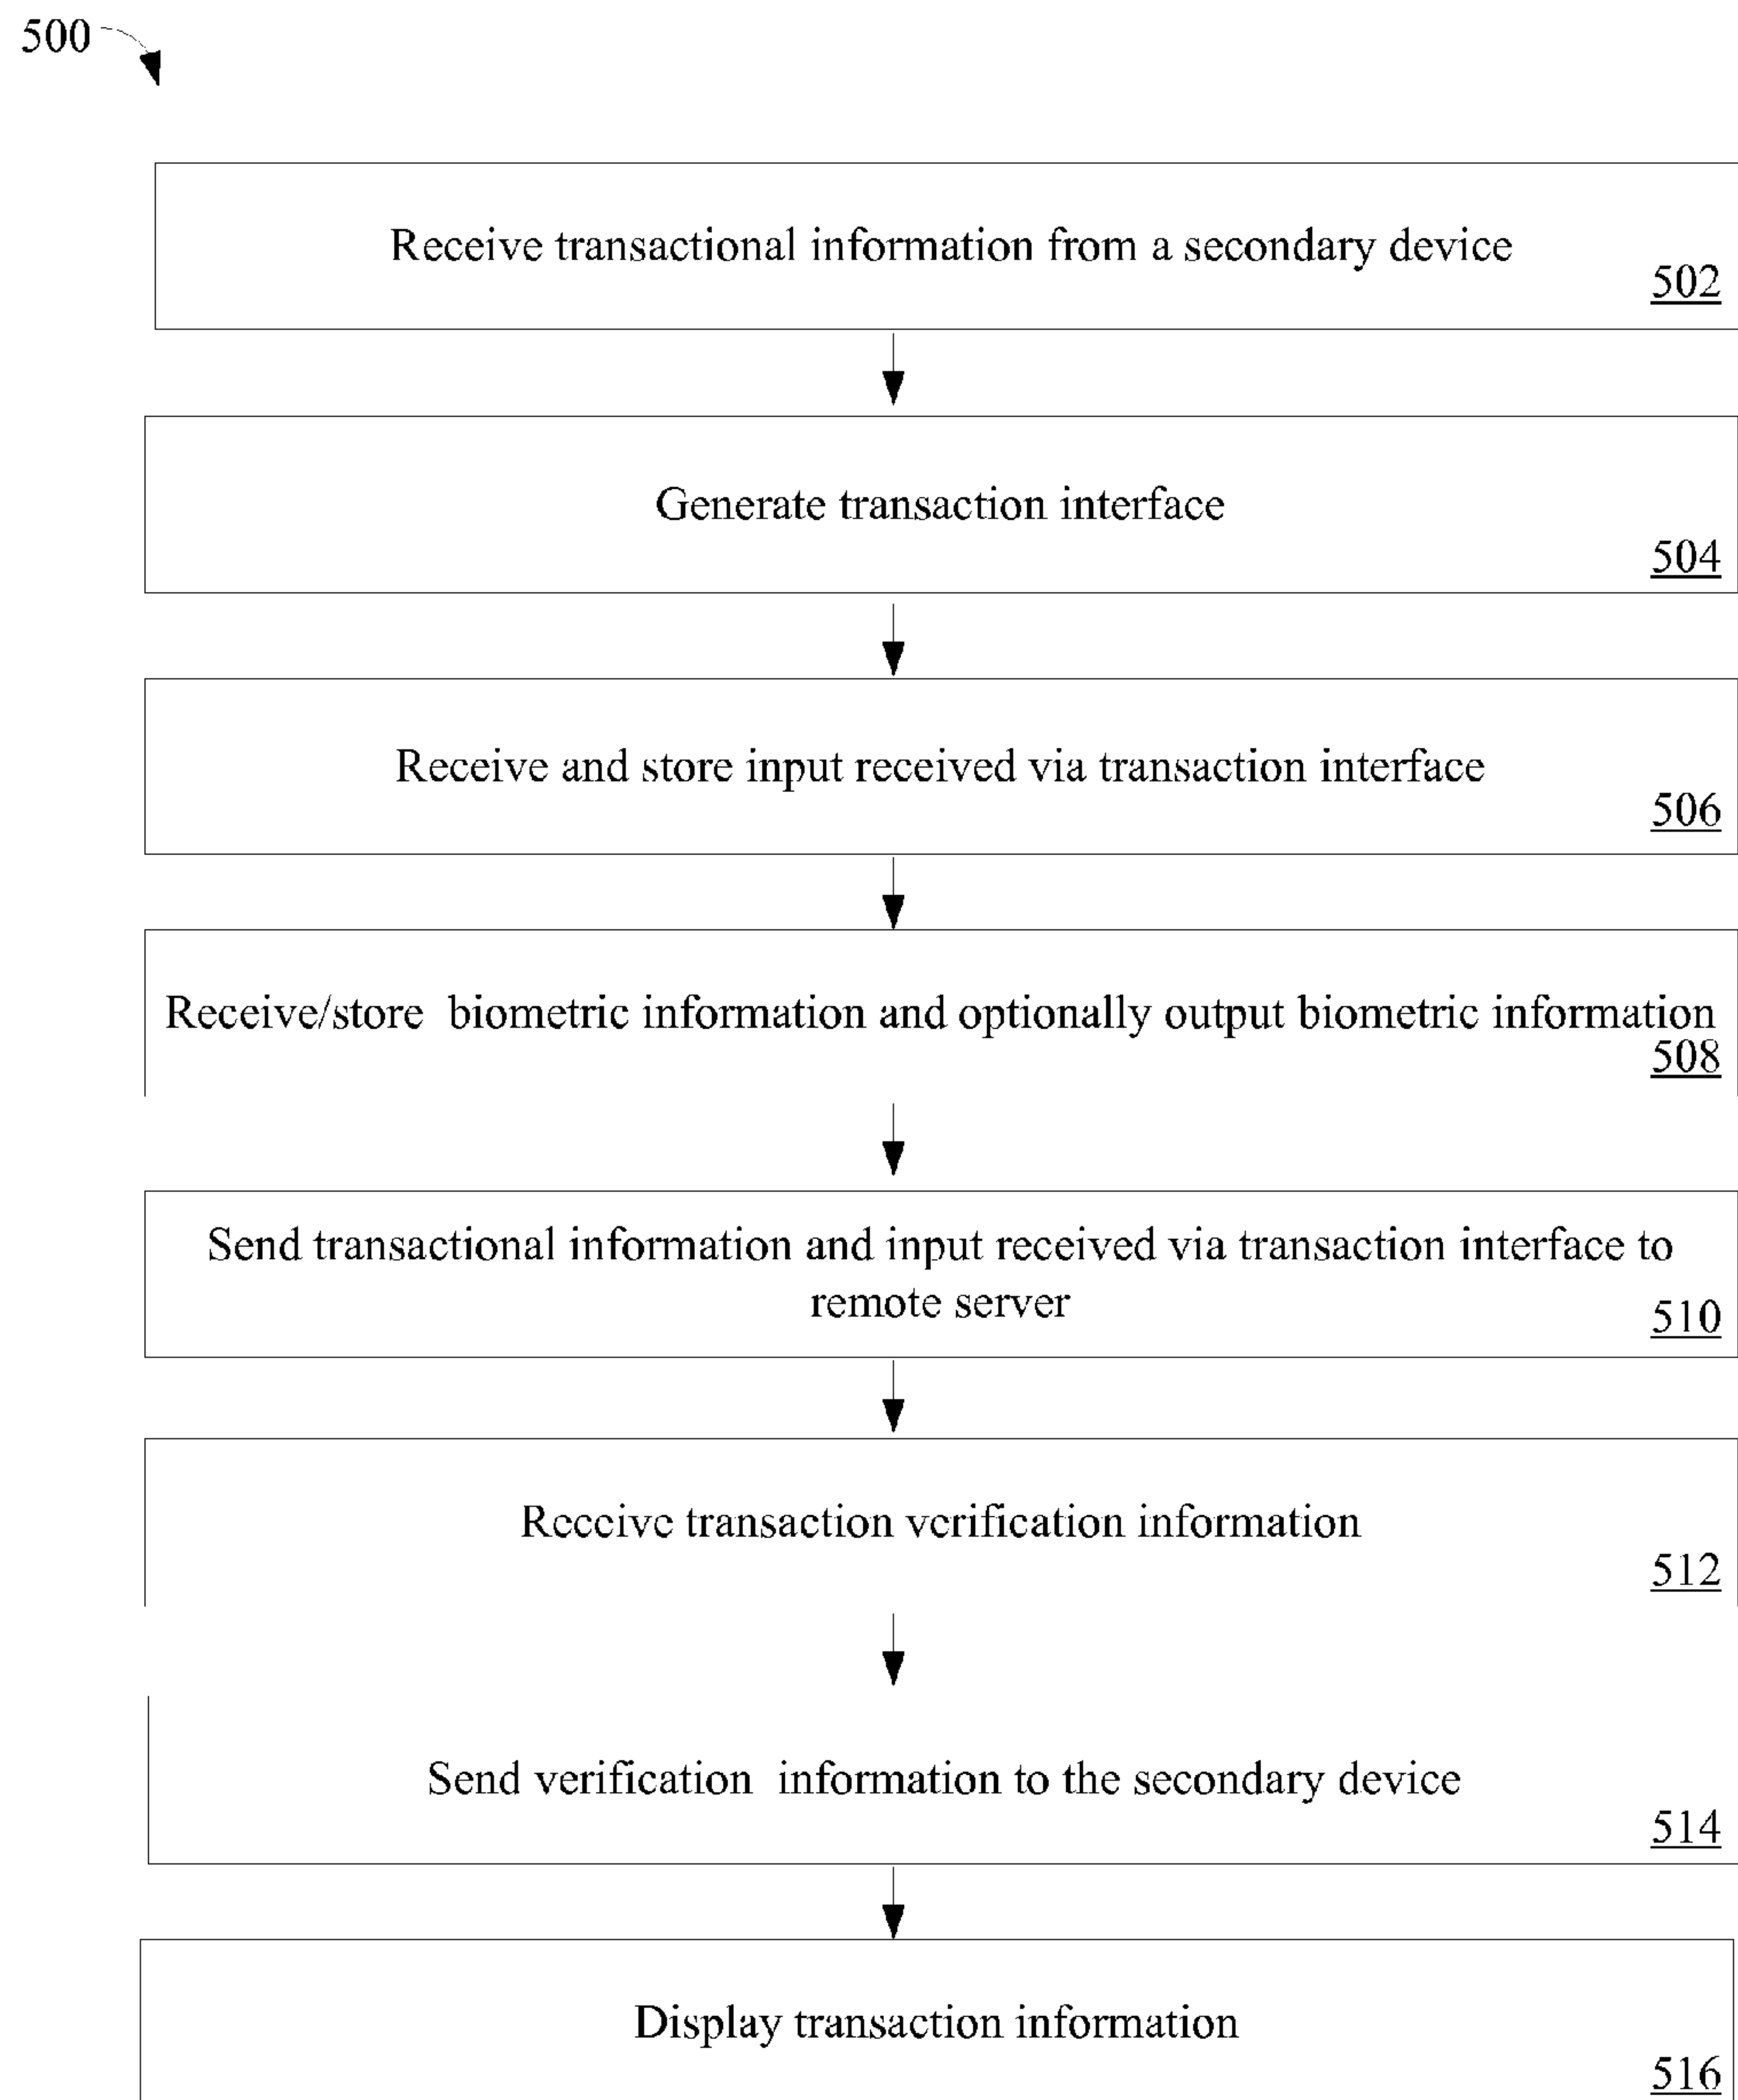 500
Receive transactional information from a secondary device
502
Generate transaction interface
504
Receive and store input received via transaction interface
506
Receive/store  biometric information and optionally output biometric information
508
Send transactional information and input received via transaction interface to
remote server
510
Receive transaction verification information
512
Send verification  information to the secondary device
514
Display transaction information
516